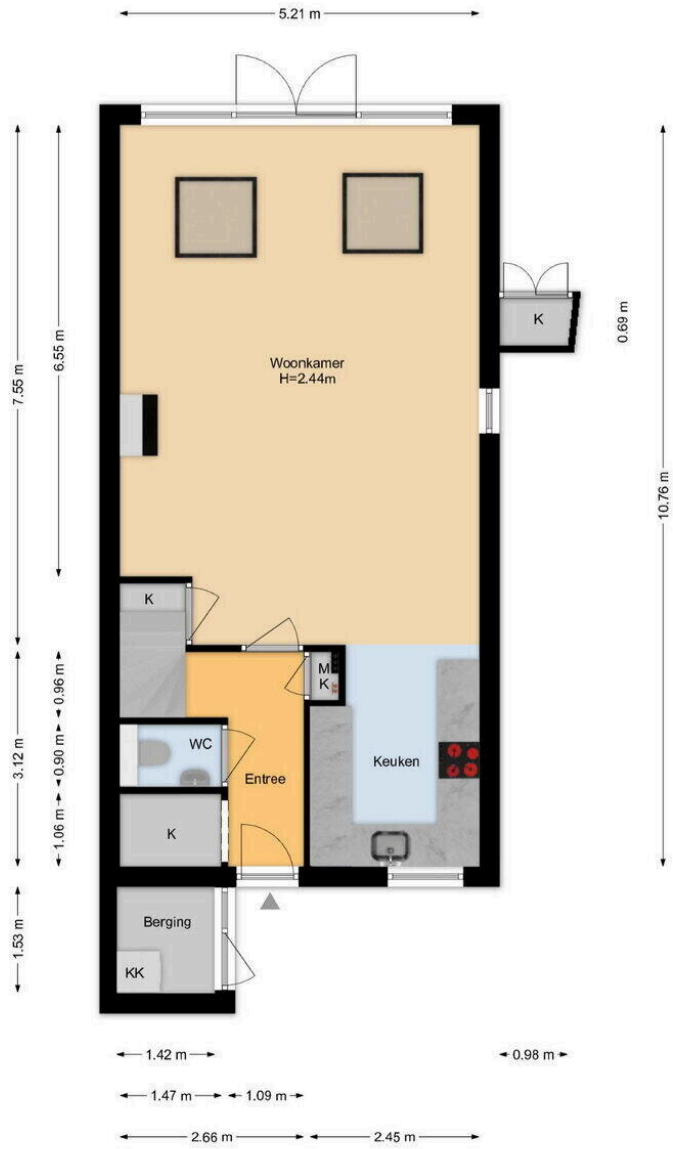 5.21 m
K
0.69 m
Woonkamer
H=2.44m
7.55 m
6.55 m
10.76 m
K
M
K
0.96 m
WC
3.12 m
0.90 m
Keuken
Entree
1.06 m
K
Berging
1.53 m
KK
1.42 m
0.98 m
1.47 m
1.09 m
2.66 m
2.45 m